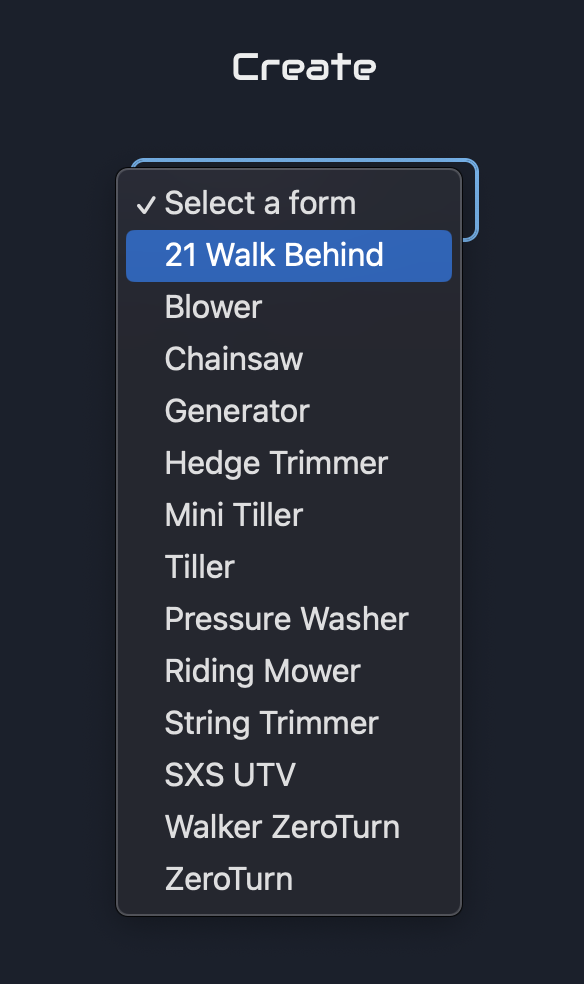 Create
✓ Select a form
21 Walk Behind
Blower
Chainsaw
Generator
Hedge Trimmer
Mini Tiller
Tiller
Pressure Washer
Riding Mower
String Trimmer
SXS UTV
Walker ZeroTurn
ZeroTurn